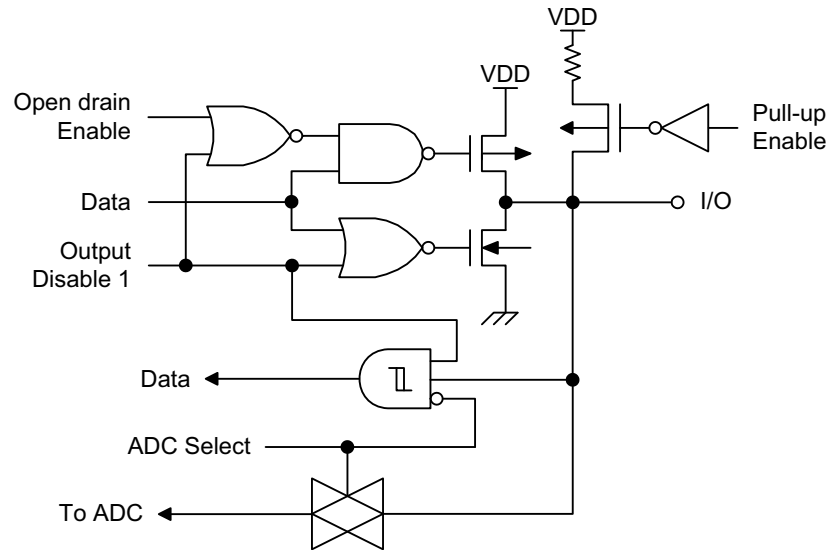 VDD
VDD
Open drain
Enable
Pull-up
Enable
Data
I/O
Output
Disable 1
Data
ADC Select
To ADC